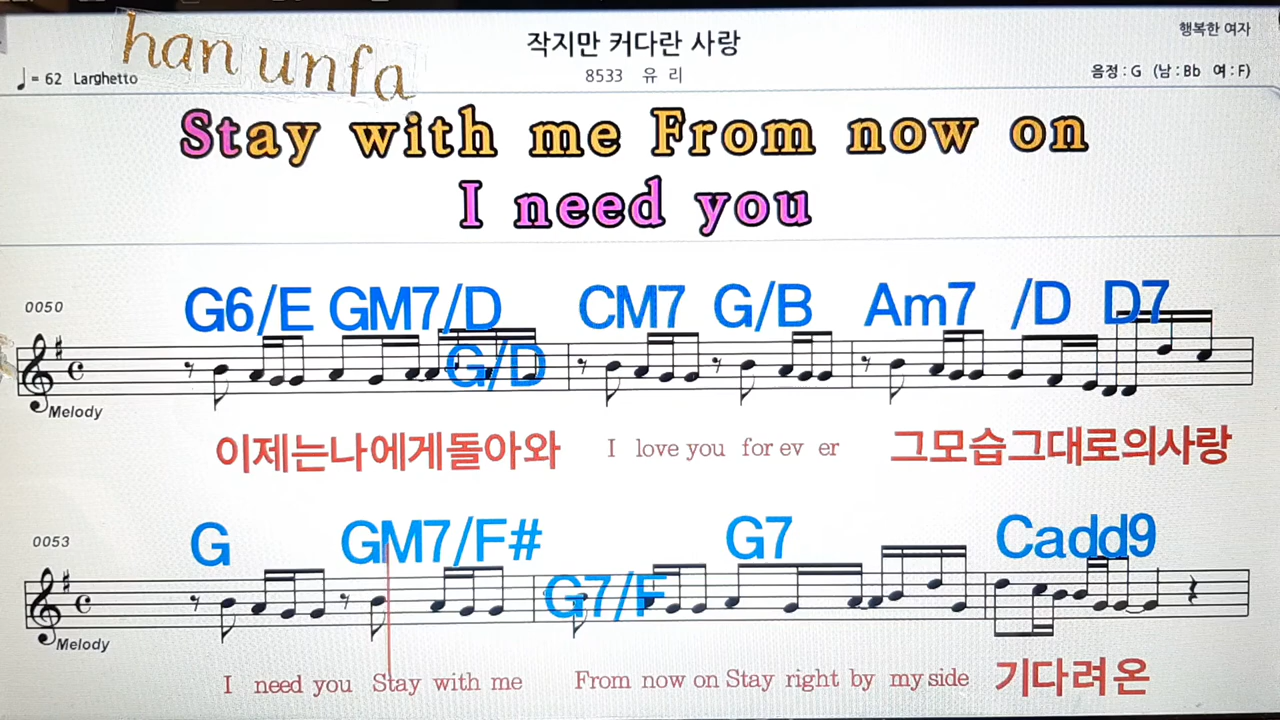 han unfa
작지만 커다란 사랑
행복한 여자
♩= 62 Larghetto
8533 유 리
음정 : G (남 : Bb 여 : F)
Stay with me From now on
I need you
0050
G6/E GM7/D G/D CM7 G/B Am7 /D D7
Melody
이제는나에게돌아와 I love you for ev er 그모습그대로의사랑
0053
G GM7/F# G7/F G7 Cadd9
Melody
I need you Stay with me From now on Stay right by my side 기다려온